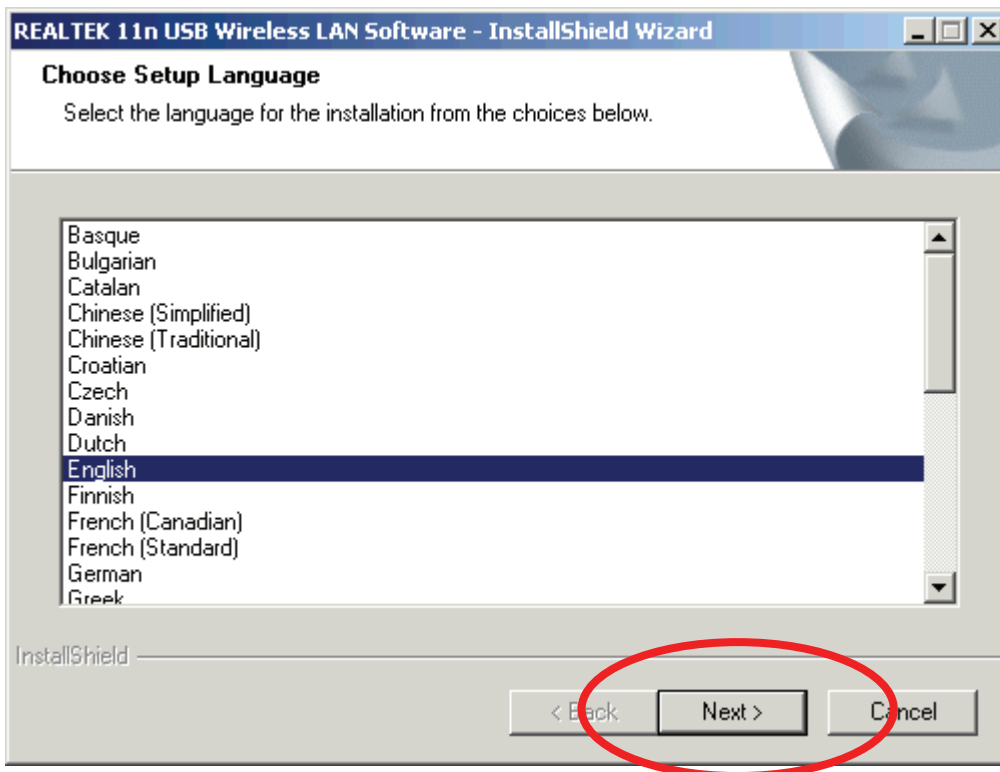 REALTEK 11n USB Wireless LAN Software - InstallShield Wizard
Choose Setup Language
Select the language for the installation from the choices below.
Basque
Bulgarian
Catalan
Chinese (Simplified)
Chinese (Traditional)
Croatian
Czech
Danish
Dutch
English
Finnish
French (Canadian)
French (Standard)
German
Greek
InstallShield
< Back Next > Cancel